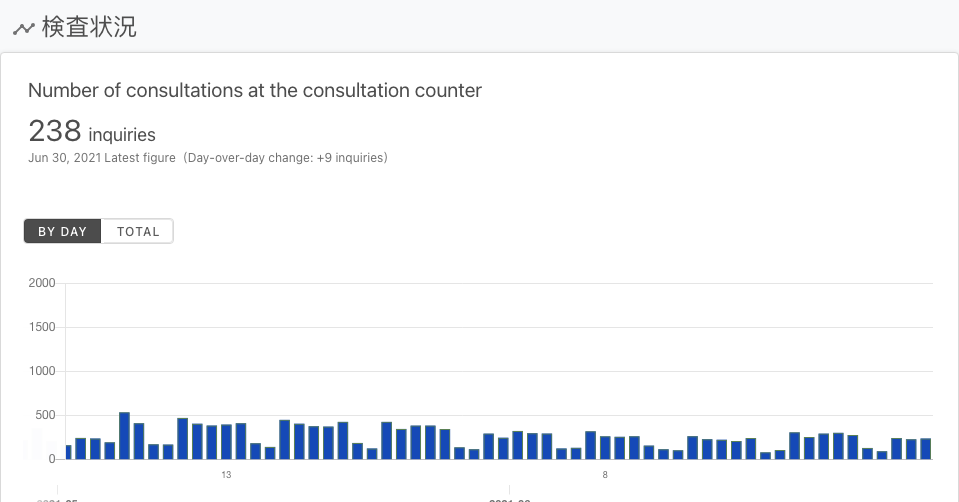 検査状況
Number of consultations at the consultation counter
238 inquiries
Jun 30, 2021 Latest figure (Day-over-day change: +9 inquiries)
BY DAY TOTAL
2000
1500
1000
500
0
13 8